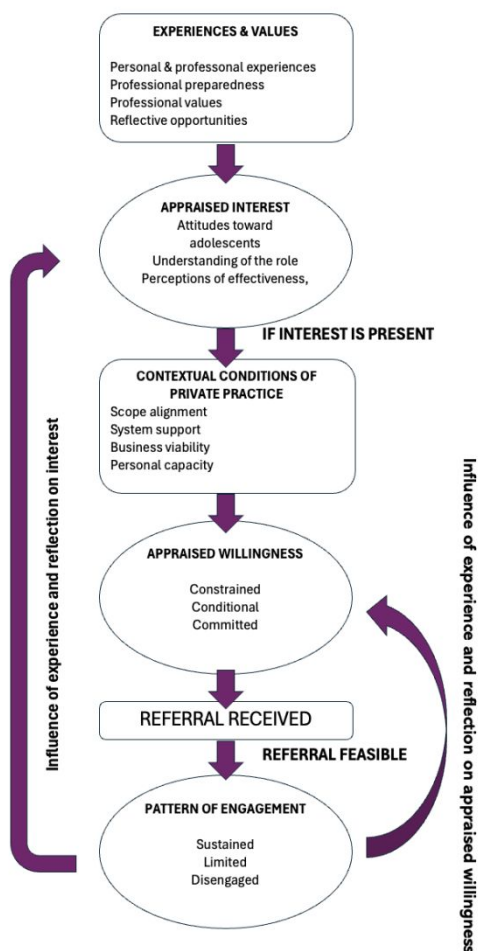 EXPERIENCES & VALUES
Personal & professonal experiences
Professional preparedness
Professional values
Reflective opportunities
APPRAISED INTEREST
Attitudes toward
adolescents
Understanding of the role
Perceptions of effectiveness,
IF INTEREST IS PRESENT
CONTEXTUAL CONDITIONS OF
PRIVATE PRACTICE
Scope alignment
System support
Business viability
Personal capacity
APPRAISED WILLINGNESS
Constrained
Conditional
Committed
REFERRAL RECEIVED
REFERRAL FEASIBLE
PATTERN OF ENGAGEMENT
Sustained
Limited
Disengaged
Influence of experience and reflection on interest
Influence of experience and reflection on appraised willingness